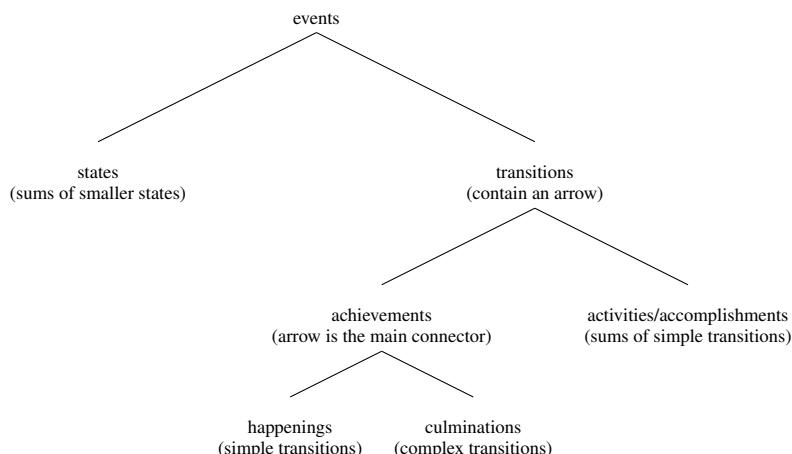 events
states
(sums of smaller states)
transitions
(contain an arrow)
achievements
(arrow is the main connector)
activities/accomplishments
(sums of simple transitions)
happenings
(simple transitions)
culminations
(complex transitions)